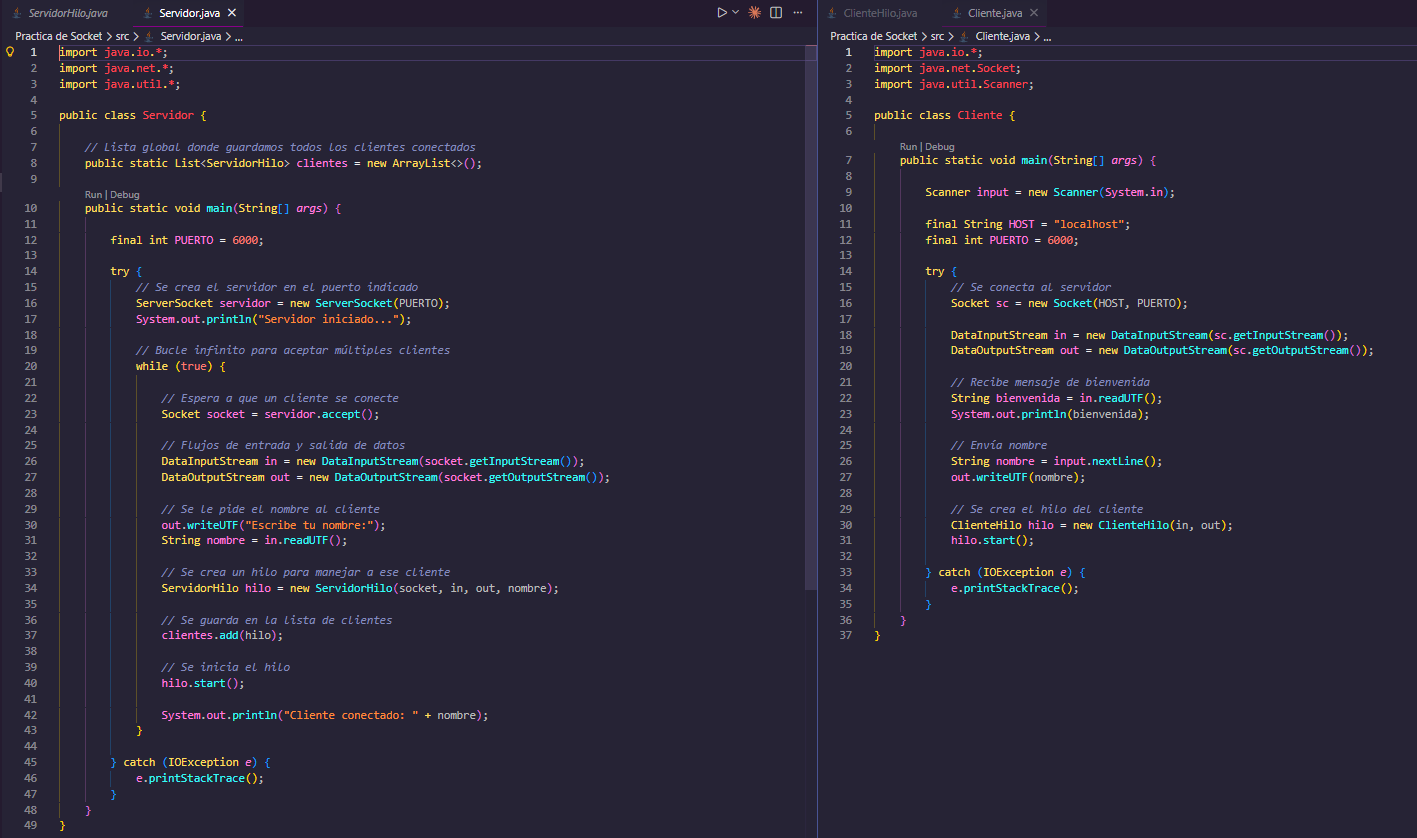 ServidorHilo.java
Servidor.java
Practica de Socket > src > Servidor.java > ...
1 import java.io.*;
2 import java.net.*;
3 import java.util.*;
4
5 public class Servidor {
6
7 // Lista global donde guardamos todos los clientes conectados
8 public static List<ServidorHilo> clientes = new ArrayList<>();
9
Run | Debug
10 public static void main(String[] args) {
11
12 final int PUERTO = 6000;
13
14 try {
15 // Se crea el servidor en el puerto indicado
16 ServerSocket servidor = new ServerSocket(PUERTO);
17 System.out.println("Servidor iniciado...");
18
19 // Bucle infinito para aceptar múltiples clientes
20 while (true) {
21
22 // Espera a que un cliente se conecte
23 Socket socket = servidor.accept();
24
25 // Flujos de entrada y salida de datos
26 DataInputStream in = new DataInputStream(socket.getInputStream());
27 DataOutputStream out = new DataOutputStream(socket.getOutputStream());
28
29 // Se le pide el nombre al cliente
30 out.writeUTF("Escribe tu nombre:");
31 String nombre = in.readUTF();
32
33 // Se crea un hilo para manejar a ese cliente
34 ServidorHilo hilo = new ServidorHilo(socket, in, out, nombre);
35
36 // Se guarda en la lista de clientes
37 clientes.add(hilo);
38
39 // Se inicia el hilo
40 hilo.start();
41
42 System.out.println("Cliente conectado: " + nombre);
43 }
44
45 } catch (IOException e) {
46 e.printStackTrace();
47 }
48 }
49 }
ClienteHilo.java
Cliente.java
Practica de Socket > src > Cliente.java > ...
1 import java.io.*;
2 import java.net.Socket;
3 import java.util.Scanner;
4
5 public class Cliente {
6
Run | Debug
7 public static void main(String[] args) {
8
9 Scanner input = new Scanner(System.in);
10
11 final String HOST = "localhost";
12 final int PUERTO = 6000;
13
14 try {
15 // Se conecta al servidor
16 Socket sc = new Socket(HOST, PUERTO);
17
18 DataInputStream in = new DataInputStream(sc.getInputStream());
19 DataOutputStream out = new DataOutputStream(sc.getOutputStream());
20
21 // Recibe mensaje de bienvenida
22 String bienvenida = in.readUTF();
23 System.out.println(bienvenida);
24
25 // Envía nombre
26 String nombre = input.nextLine();
27 out.writeUTF(nombre);
28
29 // Se crea el hilo del cliente
30 ClienteHilo hilo = new ClienteHilo(in, out);
31 hilo.start();
32
33 } catch (IOException e) {
34 e.printStackTrace();
35 }
36 }
37 }